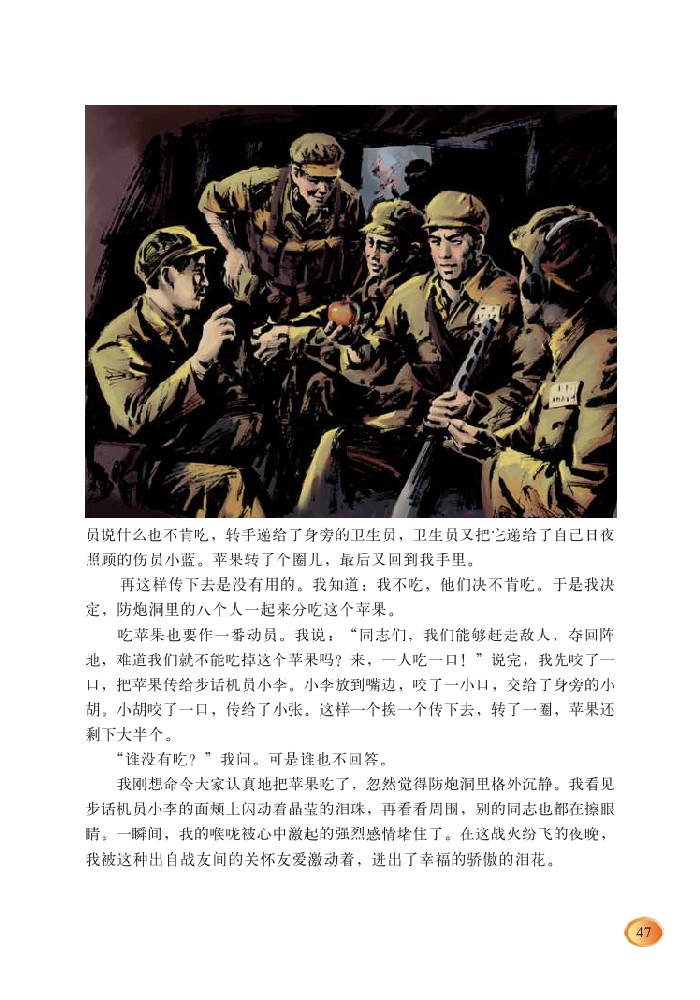 员说什么也不肯吃，转手递给了身旁的卫生员，卫生员又把它递给了自己日夜
照顾的伤员小蓝。苹果转了个圈儿，最后又回到我手里。
再这样传下去是没有用的。我知道：我不吃，他们决不肯吃。于是我决
定，防炮洞里的八个人一起来分吃这个苹果。
吃苹果也要作一番动员。我说：“同志们，我们能够赶走敌人，夺回阵
地，难道我们就不能吃掉这个苹果吗？来，一人吃一口！”说完，我先咬了一
口，把苹果传给步话机员小李。小李放到嘴边，咬了一小口，交给了身旁的小
胡。小胡咬了一口，传给了小张。这样一个挨一个传下去，转了一圈，苹果还
剩下大半个。
“谁没有吃？”我问。可是谁也不回答。
我刚想命令大家认真地把苹果吃了，忽然觉得防炮洞里格外沉静。我看见
步话机员小李的面颊上闪动着晶莹的泪珠，再看看周围，别的同志也都在擦眼
睛。一瞬间，我的喉咙被心中激起的强烈感情堵住了。在这战火纷飞的夜晚，
我被这种出自战友间的关怀友爱激动着，迸出了幸福的骄傲的泪花。
47